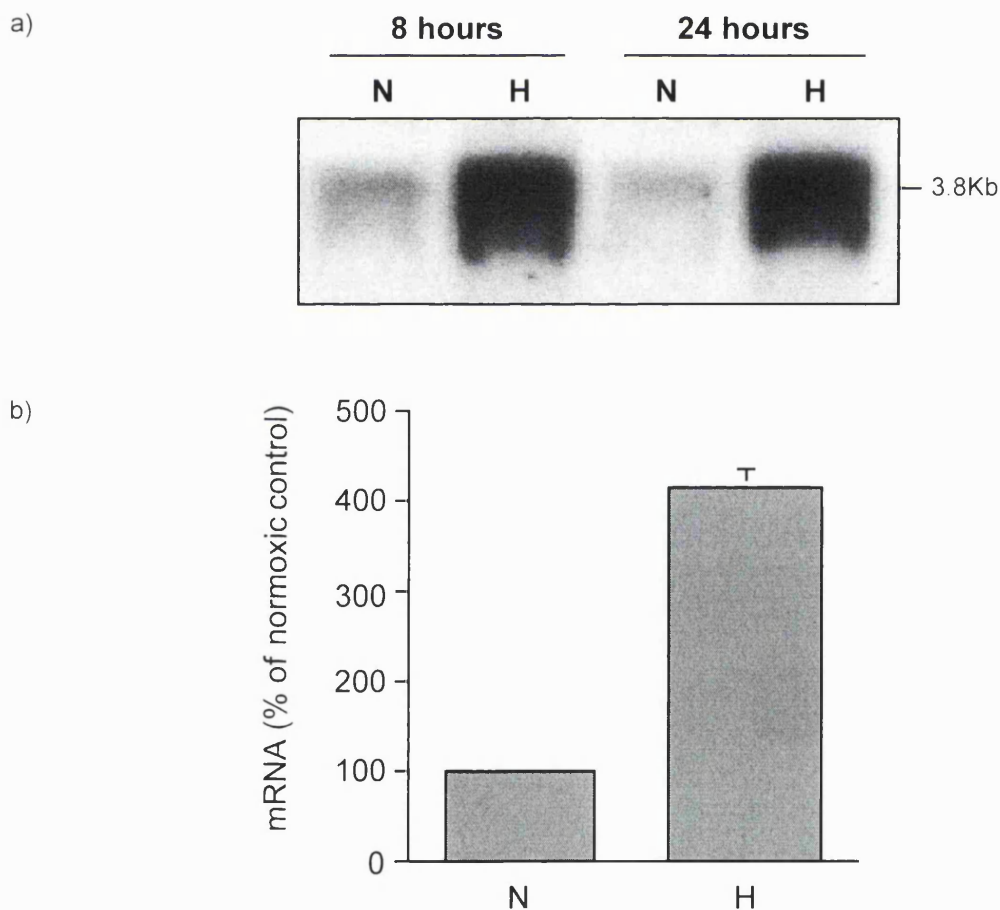 a)
8 hours 24 hours
N H N H
3.8Kb
b)
mRNA (% of normoxic control)
500
400
300
200
100
0
N H